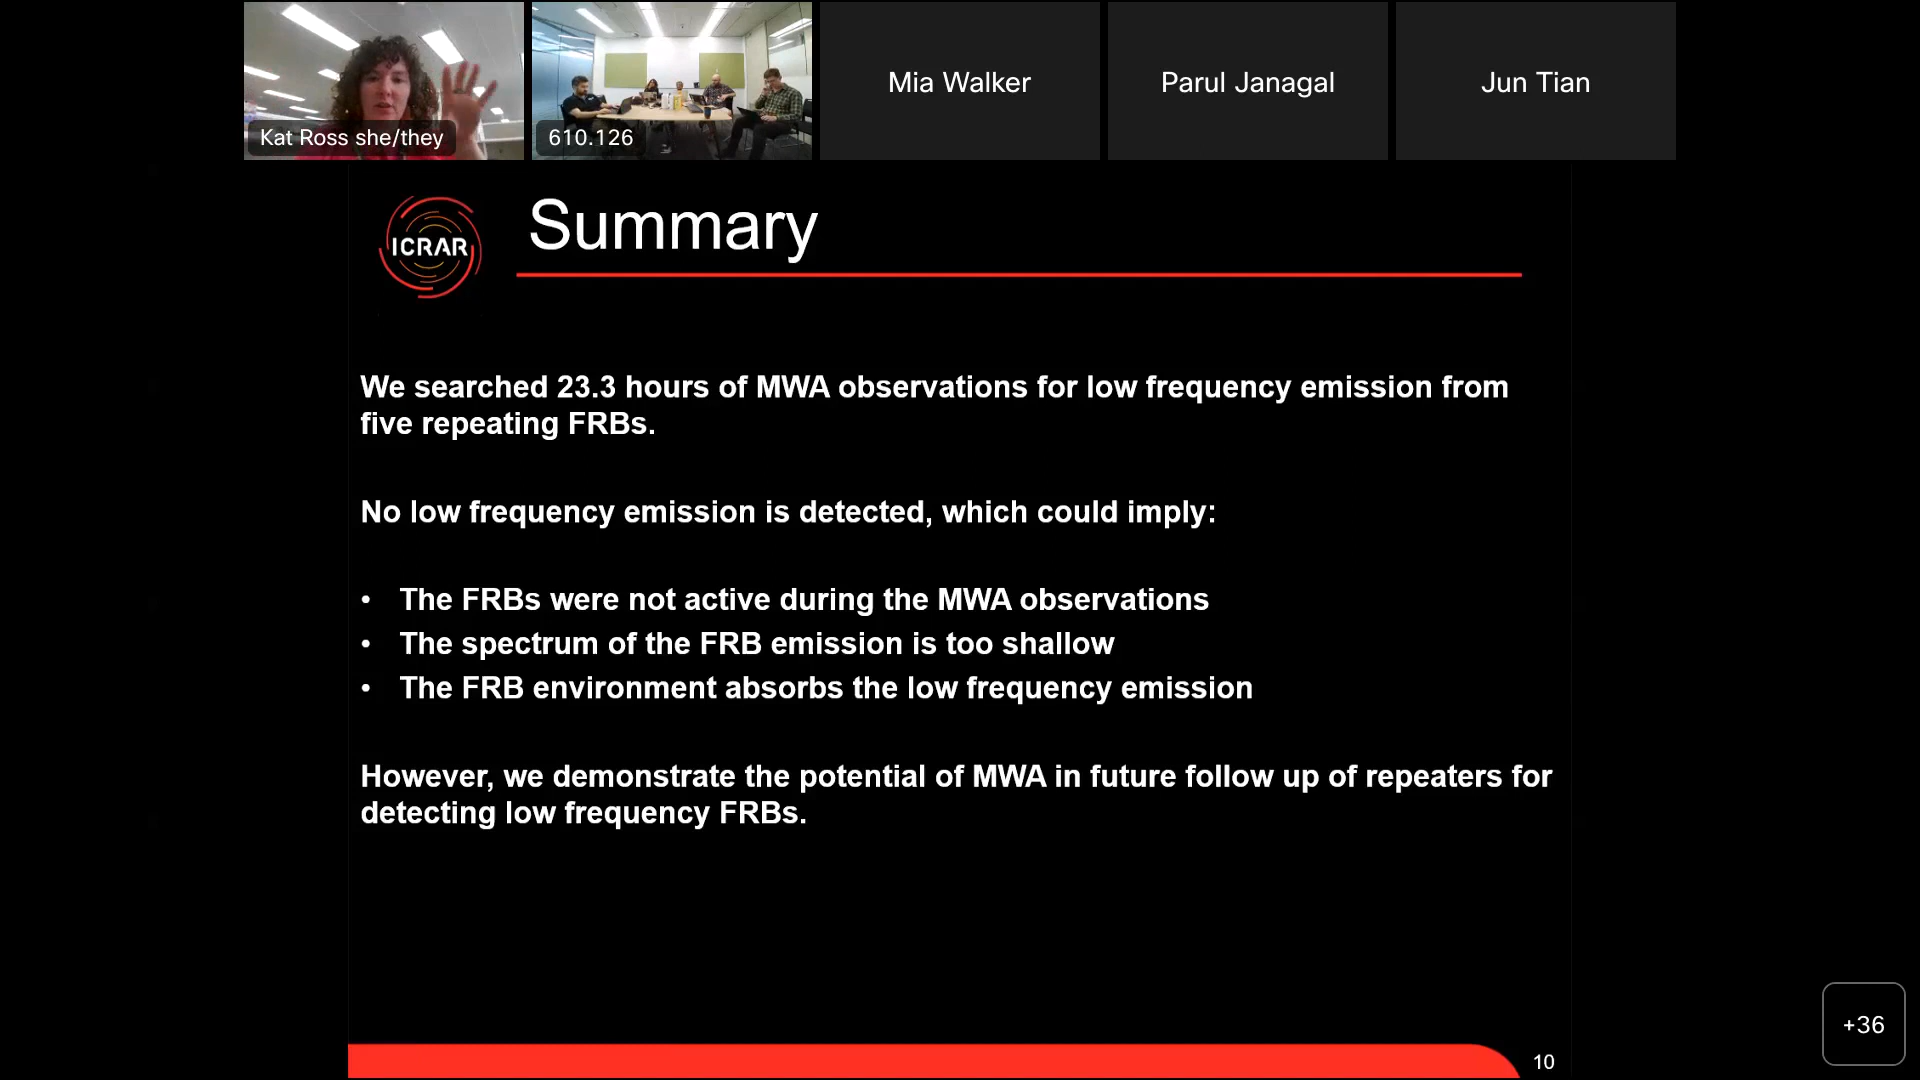 Kat Ross she/they
610.126
Mia Walker
Parul Janagal
Jun Tian
ICRAR
Summary
We searched 23.3 hours of MWA observations for low frequency emission from
five repeating FRBs.
No low frequency emission is detected, which could imply:
• The FRBs were not active during the MWA observations
• The spectrum of the FRB emission is too shallow
• The FRB environment absorbs the low frequency emission
However, we demonstrate the potential of MWA in future follow up of repeaters for
detecting low frequency FRBs.
+36
10